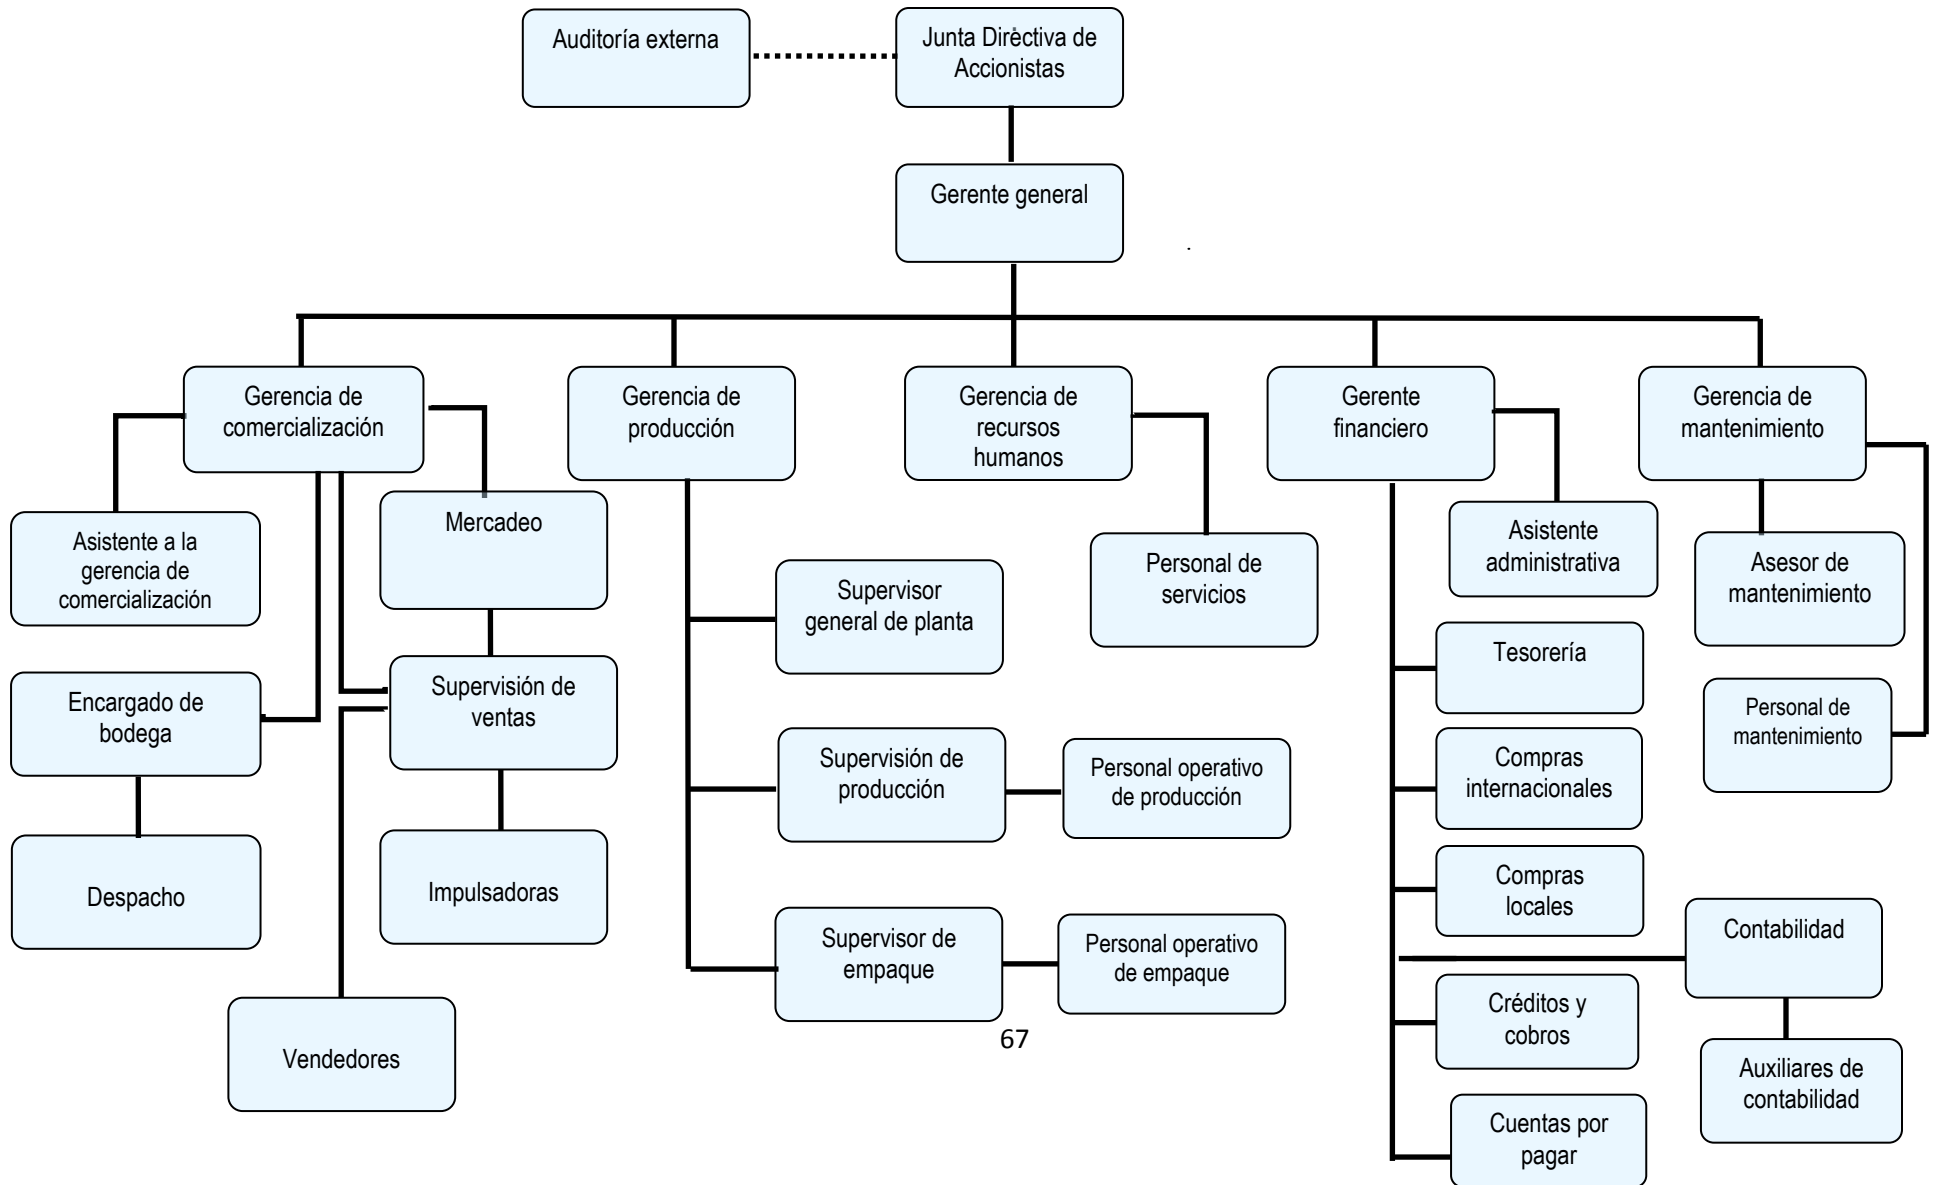 Auditoría externa
Junta Directiva de
Accionistas
Gerente general
Gerencia de
comercialización
Gerencia de
producción
Gerencia de
recursos
humanos
Gerente
financiero
Gerencia de
mantenimiento
Asistente a la
gerencia de
comercialización
Mercadeo
Supervisor
general de planta
Personal de
servicios
Asistente
administrativa
Asesor de
mantenimiento
Encargado de
bodega
Supervisión de
ventas
Tesorería
Personal de
mantenimiento
Supervisión de
producción
Personal operativo
de producción
Compras
internacionales
Despacho
Impulsadoras
Compras
locales
Contabilidad
Supervisor de
empaque
Personal operativo
de empaque
Créditos y
cobros
Vendedores
67
Auxiliares de
contabilidad
Cuentas por
pagar